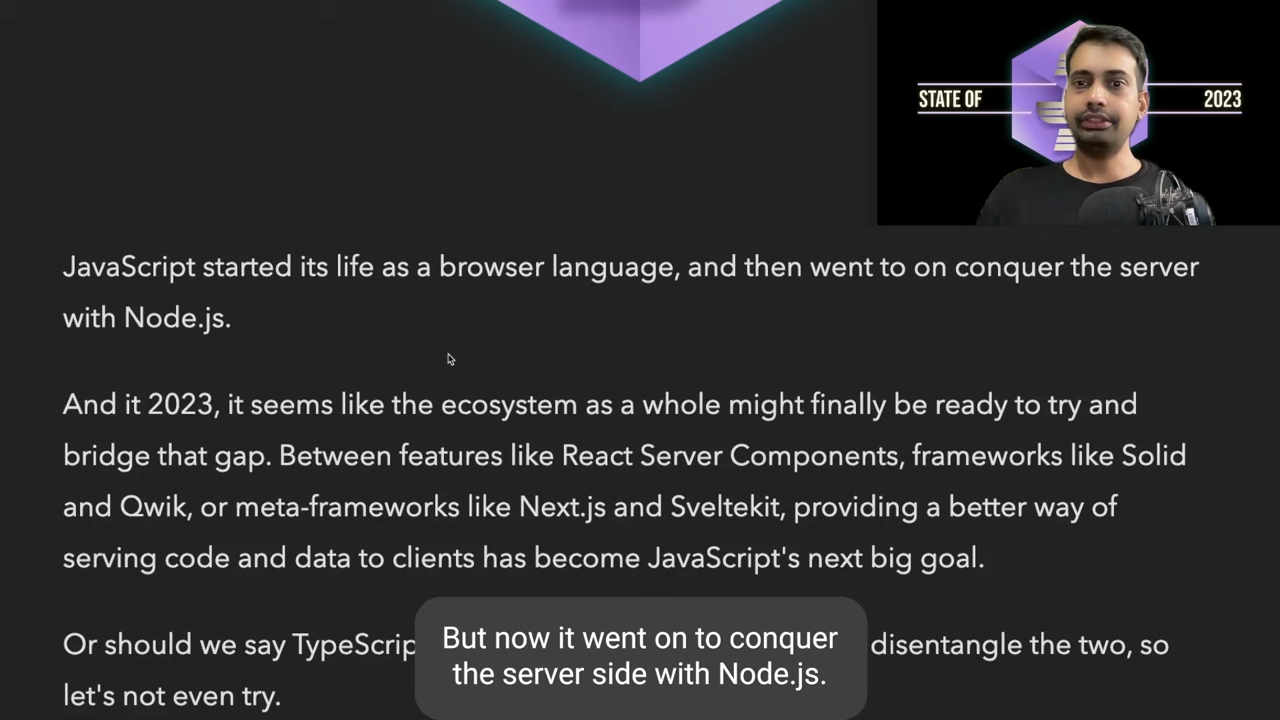 STATE OF 2023
JavaScript started its life as a browser language, and then went to on conquer the server
with Node.js.
And it 2023, it seems like the ecosystem as a whole might finally be ready to try and
bridge that gap. Between features like React Server Components, frameworks like Solid
and Qwik, or meta-frameworks like Next.js and Sveltekit, providing a better way of
serving code and data to clients has become JavaScript's next big goal.
Or should we say TypeScrip disentangle the two, so
let's not even try.
But now it went on to conquer
the server side with Node.js.